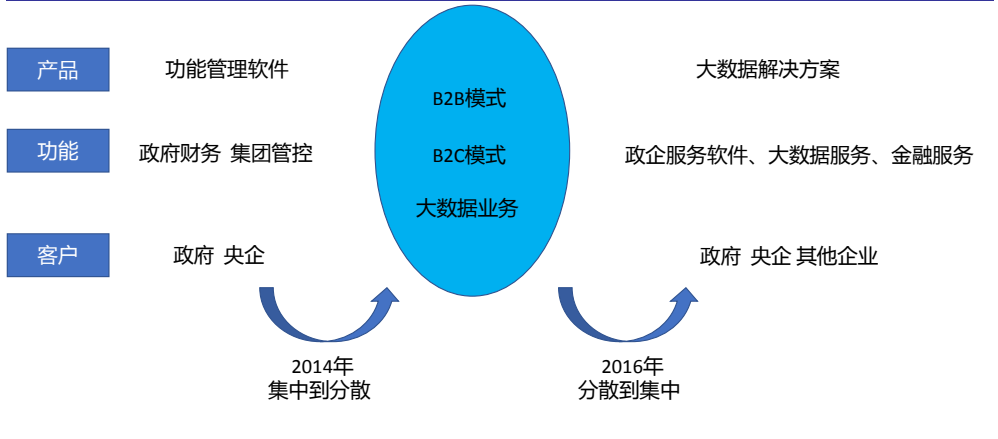 产品
功能管理软件
B2B模式
大数据解决方案
功能
政府财务 集团管控
B2C模式
政企服务软件、大数据服务、金融服务
大数据业务
客户
政府 央企
政府 央企 其他企业
2014年
集中到分散
2016年
分散到集中